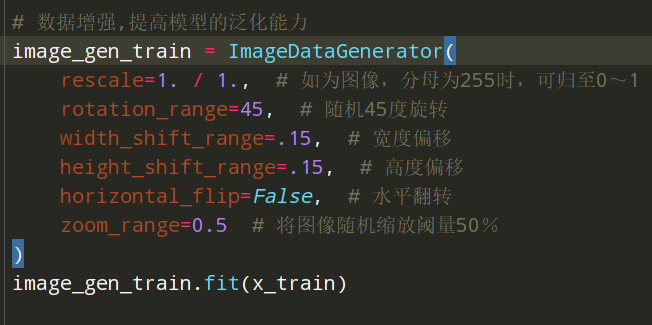 # 数据增强,提高模型的泛化能力
image_gen_train = ImageDataGenerator(
    rescale=1. / 1.,  # 如为图像，分母为255时，可归至0～1
    rotation_range=45,  # 随机45度旋转
    width_shift_range=.15,  # 宽度偏移
    height_shift_range=.15,  # 高度偏移
    horizontal_flip=False,  # 水平翻转
    zoom_range=0.5  # 将图像随机缩放阈量50％
)
image_gen_train.fit(x_train)